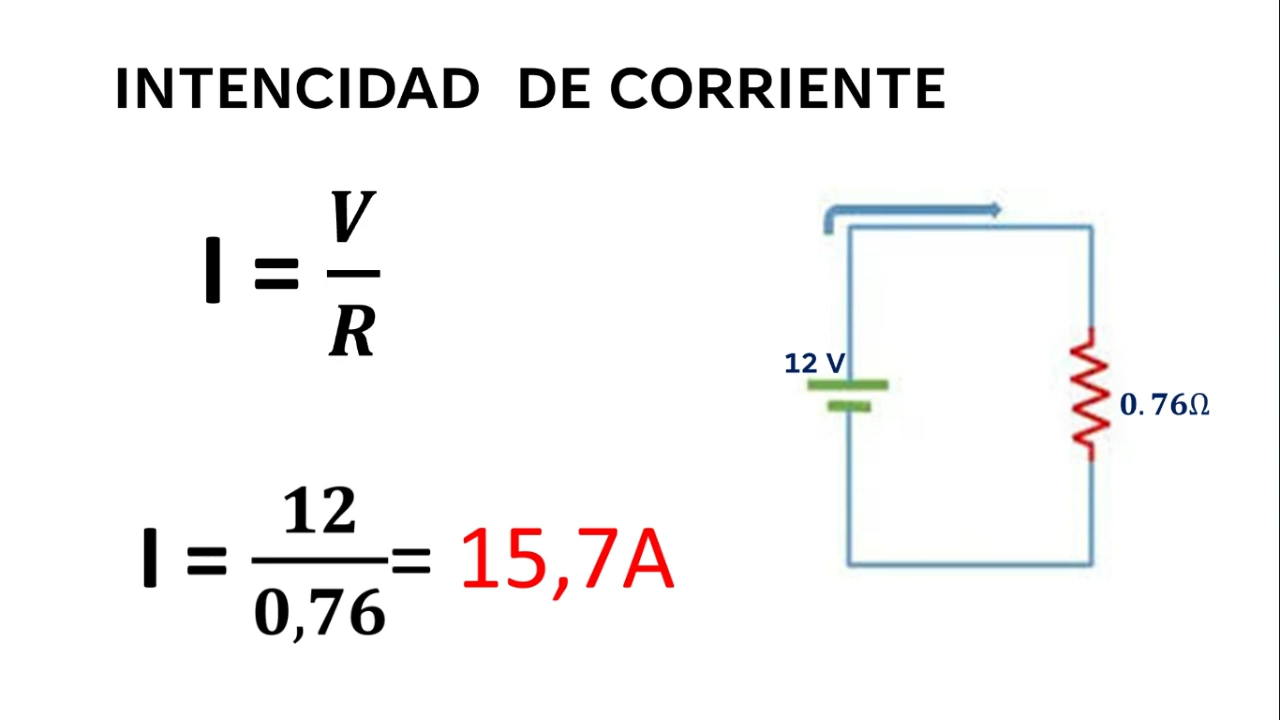 INTENCIDAD DE CORRIENTE
I = V/R
12 V
0.76Ω
I = 12/0,76 = 15,7A